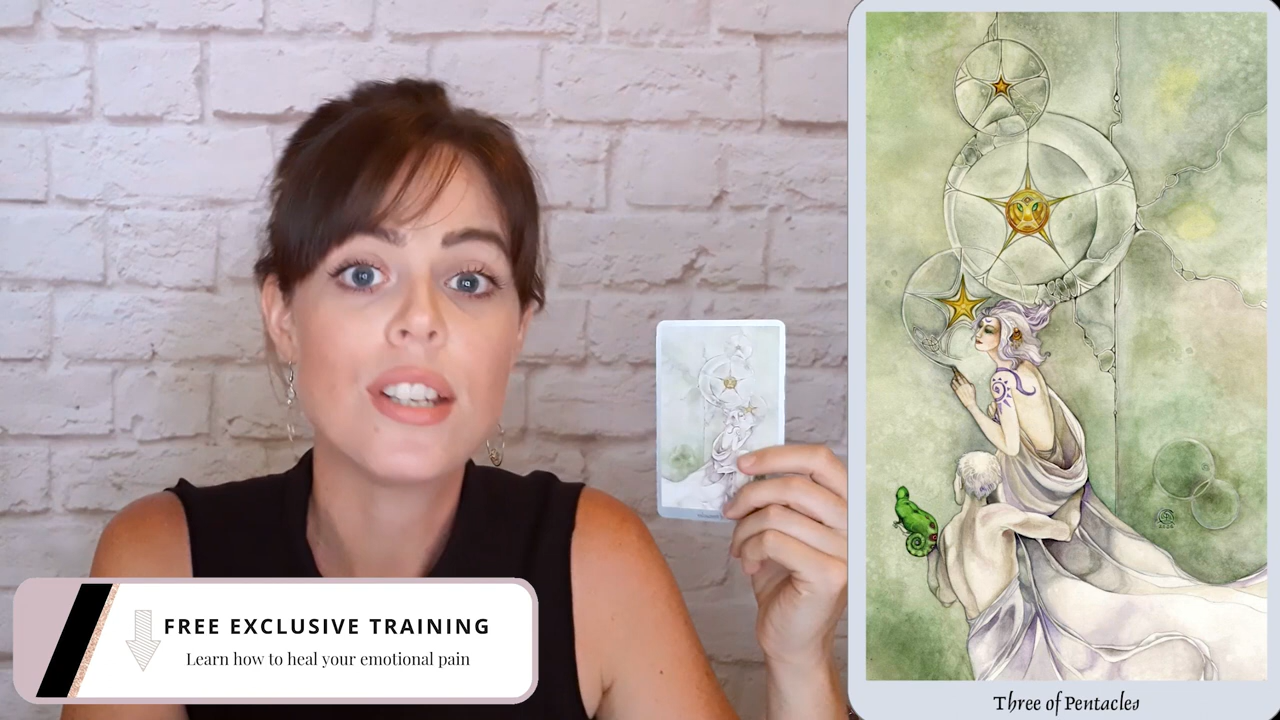 FREE EXCLUSIVE TRAINING
Learn how to heal your emotional pain
Three of Pentacles